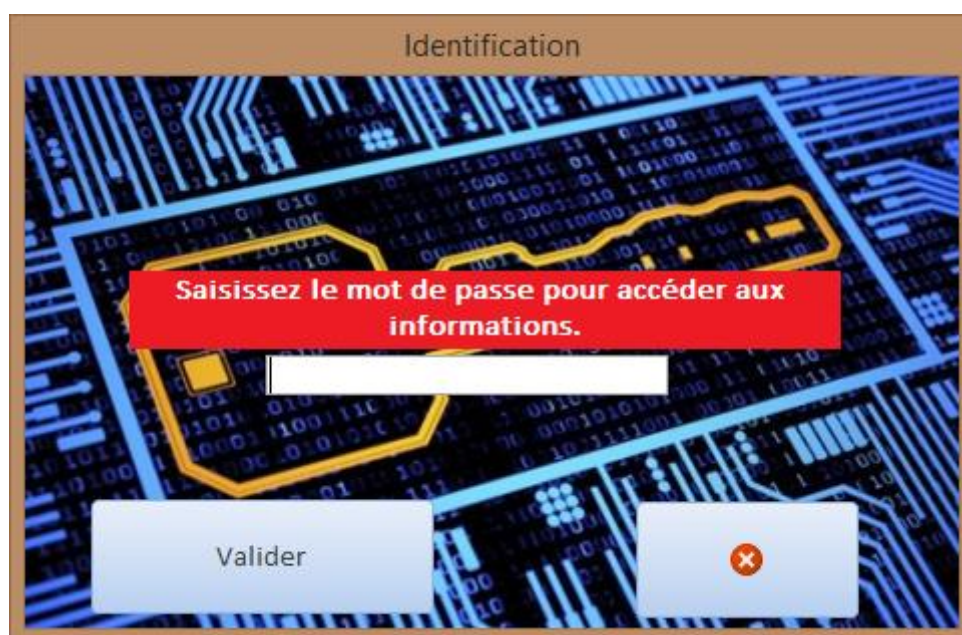 Identification
Saisissez le mot de passe pour accéder aux
informations.
Valider